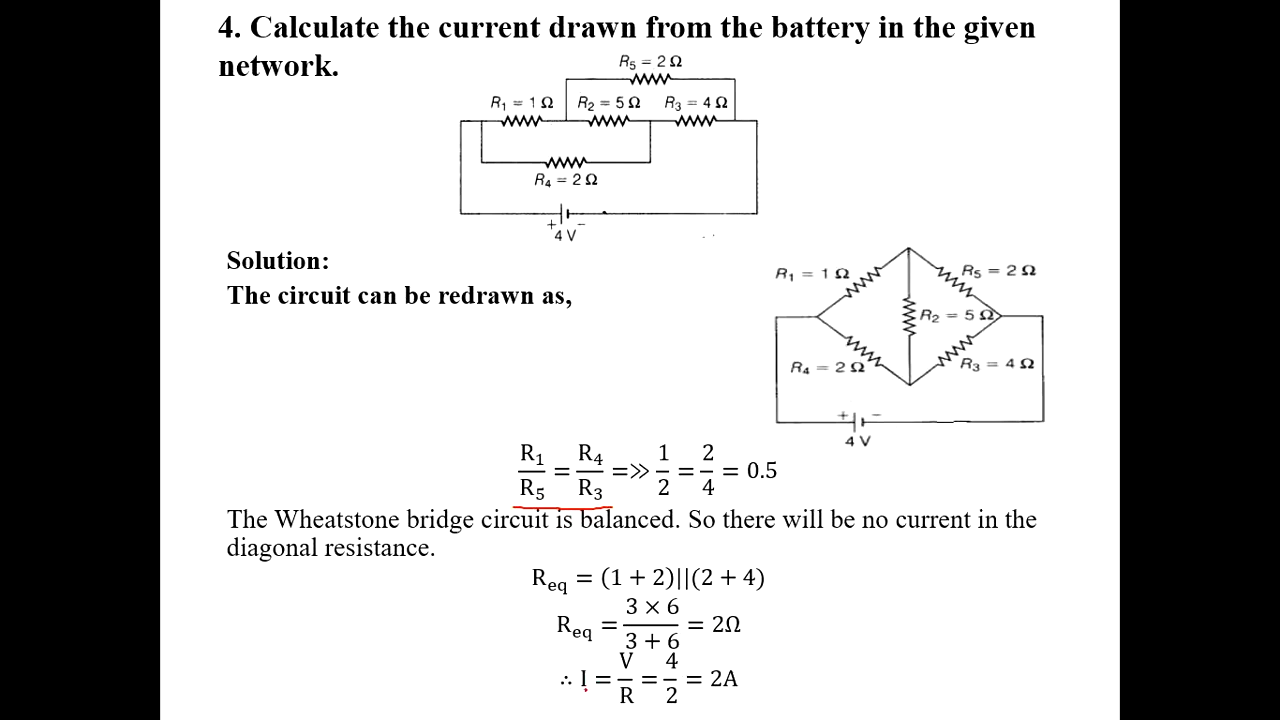 4. Calculate the current drawn from the battery in the given
network.
R₅ = 2 Ω
R₁ = 1 Ω R₂ = 5 Ω R₃ = 4 Ω
R₄ = 2 Ω
+ −
4 V
Solution:
The circuit can be redrawn as,
R₁ = 1 Ω R₅ = 2 Ω
R₂ = 5 Ω
R₄ = 2 Ω R₃ = 4 Ω
+ −
4 V
R₁/R₅ = R₄/R₃ =≫ 1/2 = 2/4 = 0.5
The Wheatstone bridge circuit is balanced. So there will be no current in the
diagonal resistance.
Req = (1 + 2)||(2 + 4)
Req = (3 × 6)/(3 + 6) = 2Ω
∴ I = V/R = 4/2 = 2A